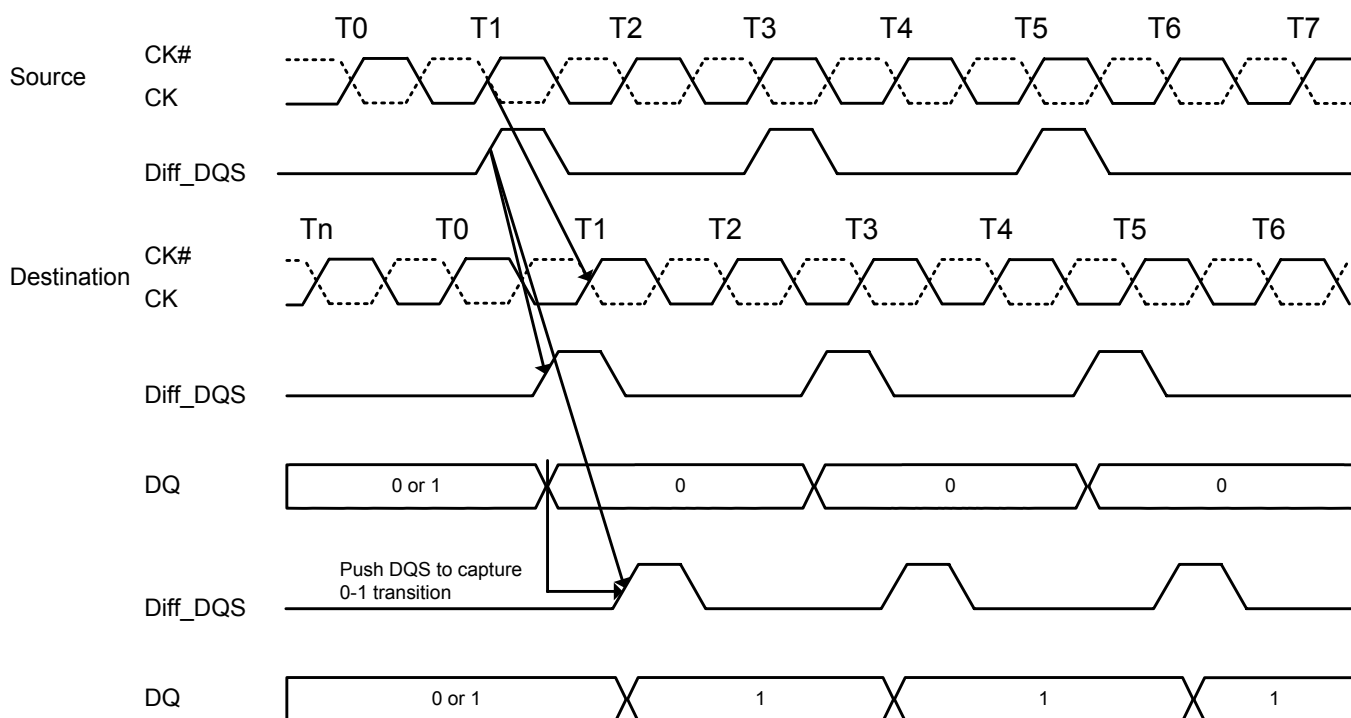 T0 T1 T2 T3 T4 T5 T6 T7
Source
CK#
CK
Diff_DQS
Tn T0 T1 T2 T3 T4 T5 T6
Destination
CK#
CK
Diff_DQS
DQ
0 or 1
0
0
0
Push DQS to capture
0-1 transition
Diff_DQS
DQ
0 or 1
1
1
1